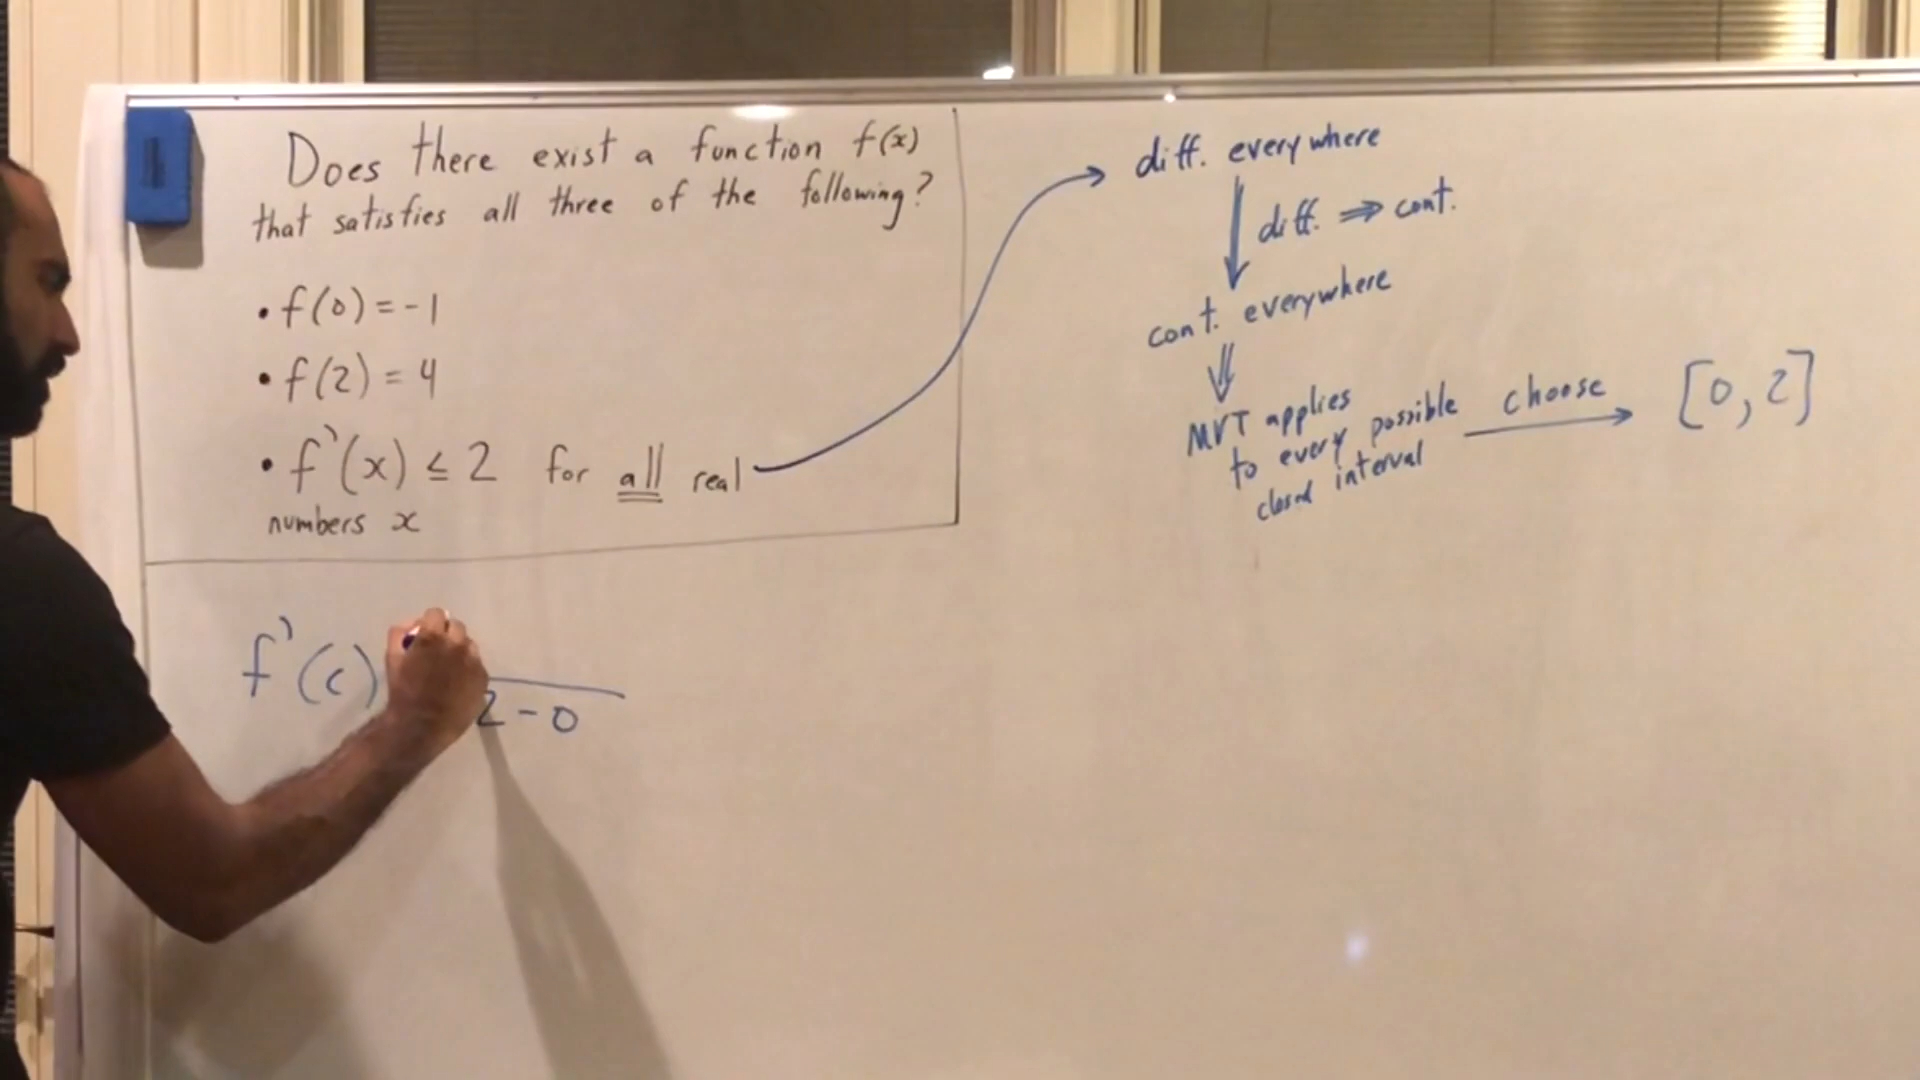 Does there exist a function f(x)
that satisfies all three of the following?
• f(0) = -1
• f(2) = 4
• f'(x) ≤ 2 for all real
numbers x
diff. everywhere
diff. ⇒ cont.
cont. everywhere
MVT applies
to every possible
closed interval
choose
[0, 2]
f'(c)
2 - 0